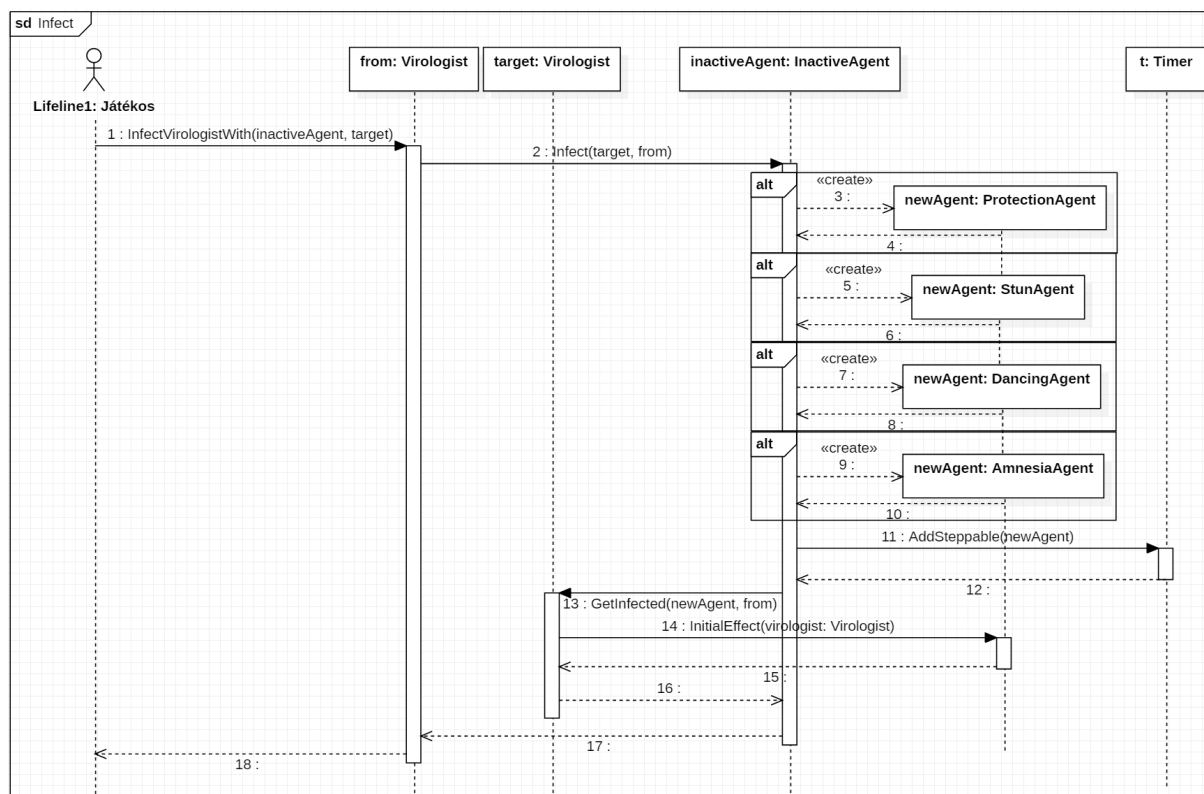 sd Infect
from: Virologist
target: Virologist
inactiveAgent: InactiveAgent
t: Timer
Lifeline1: Játékos
1 : InfectVirologistWith(inactiveAgent, target)
2 : Infect(target, from)
alt
«create»
3 :
newAgent: ProtectionAgent
4 :
alt
«create»
5 :
newAgent: StunAgent
6 :
alt
«create»
7 :
newAgent: DancingAgent
8 :
alt
«create»
9 :
newAgent: AmnesiaAgent
10 :
11 : AddSteppable(newAgent)
12 :
13 : GetInfected(newAgent, from)
14 : InitialEffect(virologist: Virologist)
15 :
16 :
17 :
18 :